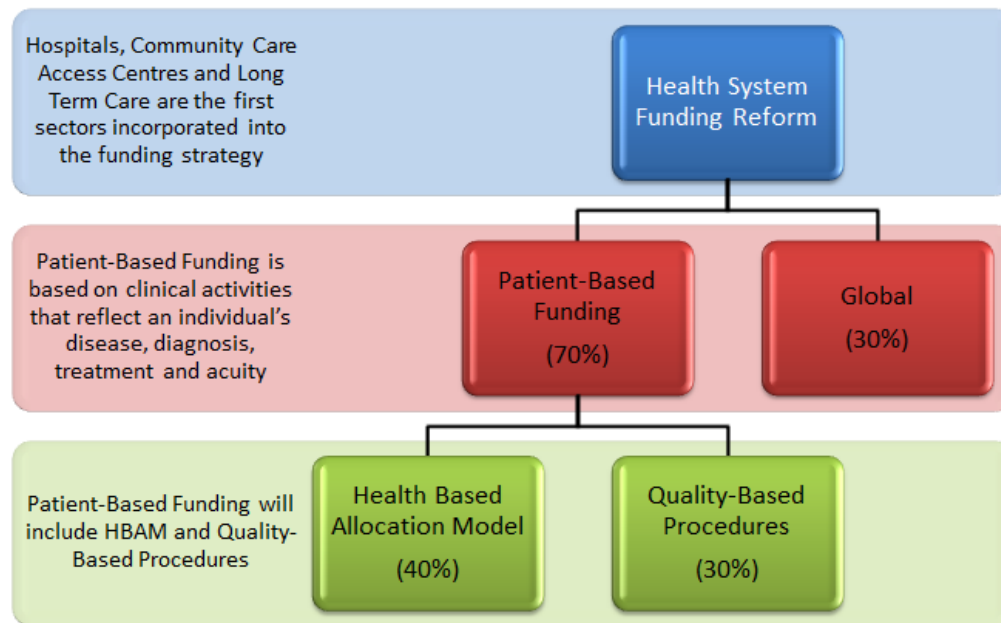 Hospitals, Community Care
Access Centres and Long
Term Care are the first
sectors incorporated into
the funding strategy
Health System
Funding Reform
Patient-Based Funding is
based on clinical activities
that reflect an individual's
disease, diagnosis,
treatment and acuity
Patient-Based
Funding
(70%)
Global
(30%)
Patient-Based Funding will
include HBAM and Quality-
Based Procedures
Health Based
Allocation Model
(40%)
Quality-Based
Procedures
(30%)